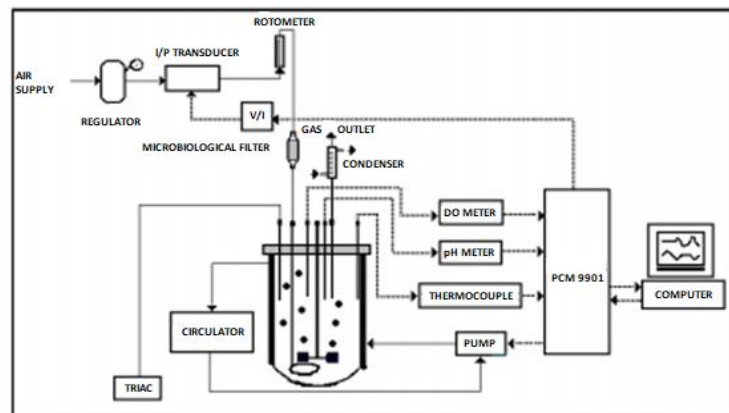 ROTOMETER
I/P TRANSDUCER
AIR
SUPPLY
REGULATOR
V/I
GAS OUTLET
MICROBIOLOGICAL FILTER
CONDENSER
DO METER
pH METER
PCM 9901
THERMOCOUPLE
COMPUTER
CIRCULATOR
PUMP
TRIAC